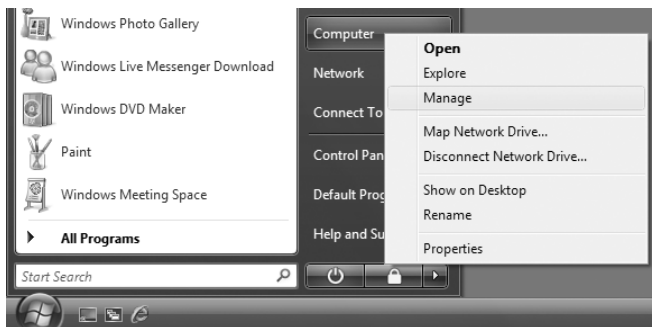 Windows Photo Gallery
Windows Live Messenger Download
Windows DVD Maker
Paint
Windows Meeting Space
All Programs
Start Search
Computer
Network
Connect To
Control Pan
Default Prog
Help and Su
Open
Explore
Manage
Map Network Drive...
Disconnect Network Drive...
Show on Desktop
Rename
Properties